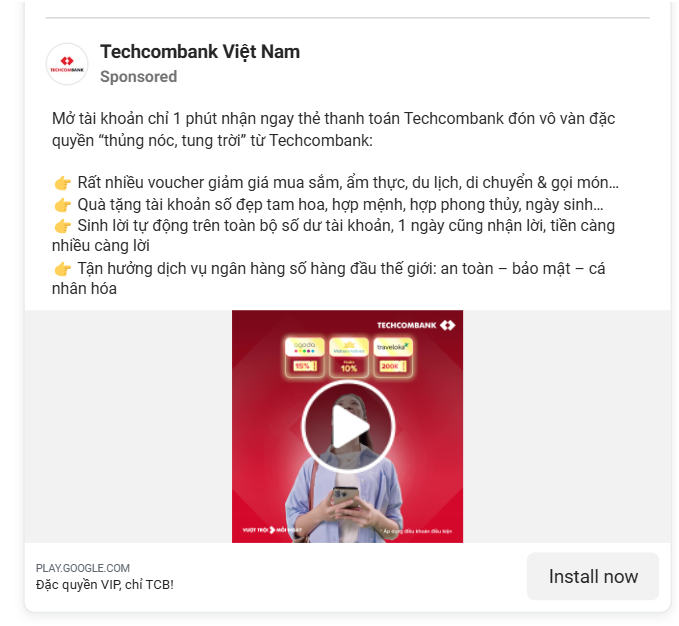 Techcombank Việt Nam
TECHCOMBANK
Sponsored
Mở tài khoản chỉ 1 phút nhận ngay thẻ thanh toán Techcombank đón vô vàn đặc
quyền “thủng nóc, tung trời” từ Techcombank:
👉 Rất nhiều voucher giảm giá mua sắm, ẩm thực, du lịch, di chuyển & gọi món...
👉 Quà tặng tài khoản số đẹp tam hoa, hợp mệnh, hợp phong thủy, ngày sinh...
👉 Sinh lời tự động trên toàn bộ số dư tài khoản, 1 ngày cũng nhận lời, tiền càng
nhiều càng lời
👉 Tận hưởng dịch vụ ngân hàng số hàng đầu thế giới: an toàn – bảo mật – cá
nhân hóa
TECHCOMBANK
agoda
traveloka
15%
10%
200K
VƯỢT TRỘI MỖI
* Áp dụng điều khoản điều kiện
PLAY.GOOGLE.COM
Đặc quyền VIP, chỉ TCB!
Install now